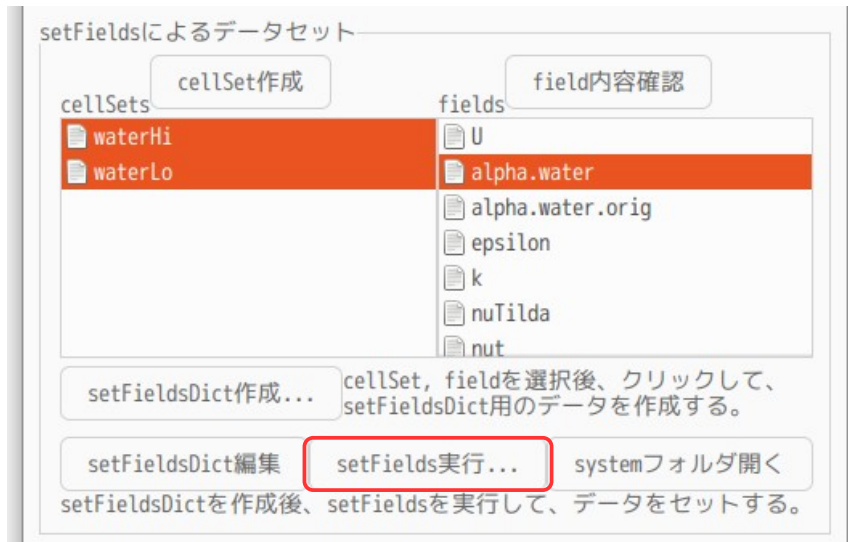 setFieldsによるデータセット
cellSet作成
field内容確認
cellSets
fields
waterHi
waterLo
U
alpha.water
alpha.water.orig
epsilon
k
nuTilda
nut
setFieldsDict作成...
cellSet, fieldを選択後、クリックして、
setFieldsDict用のデータを作成する。
setFieldsDict編集
setFields実行...
systemフォルダ開く
setFieldsDictを作成後、setFieldsを実行して、データをセットする。